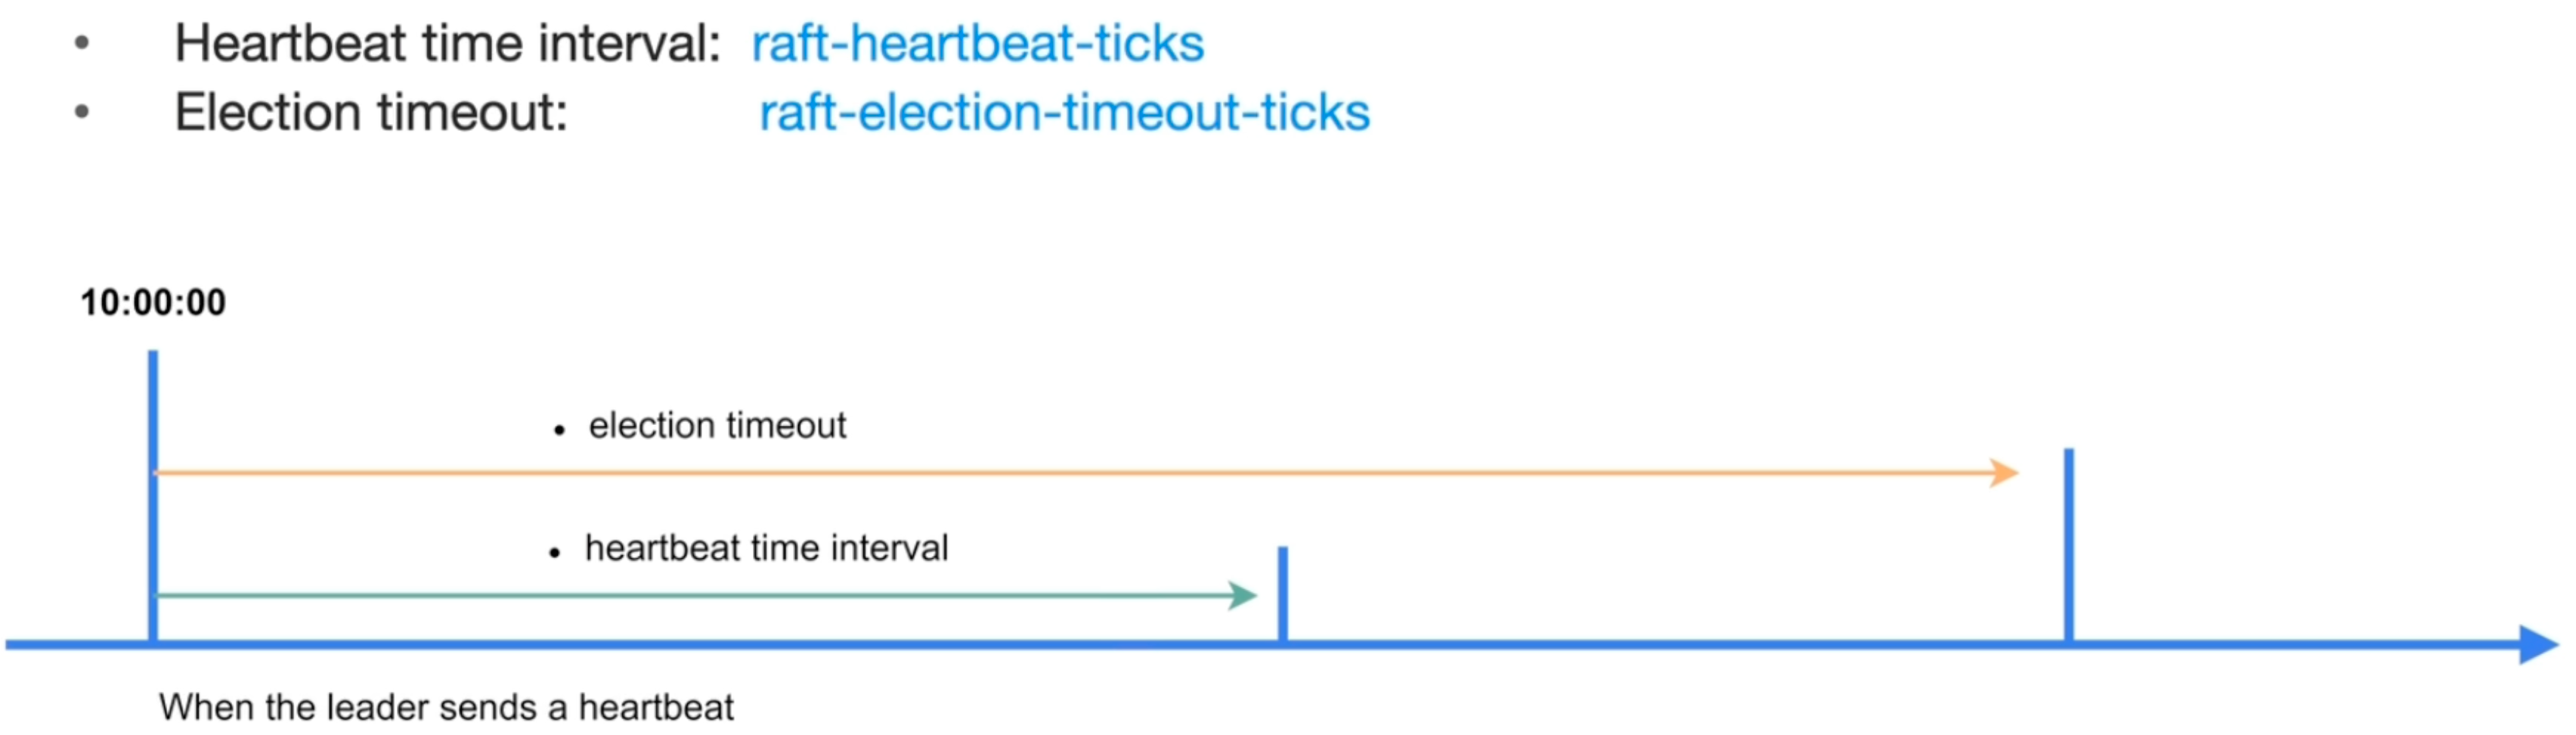 • Heartbeat time interval: raft-heartbeat-ticks
• Election timeout: raft-election-timeout-ticks
10:00:00
• election timeout
• heartbeat time interval
When the leader sends a heartbeat